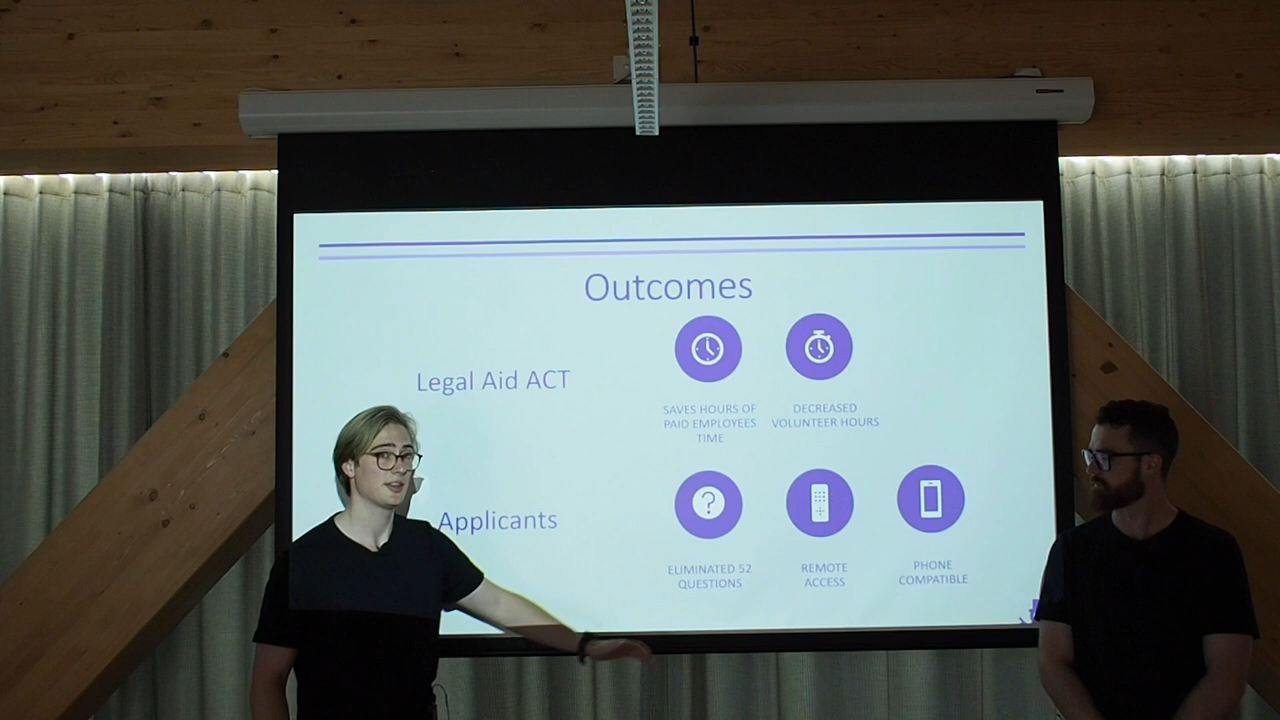 Outcomes
Legal Aid ACT
SAVES HOURS OF
PAID EMPLOYEES
TIME
DECREASED
VOLUNTEER HOURS
Applicants
ELIMINATED 52
QUESTIONS
REMOTE
ACCESS
PHONE
COMPATIBLE